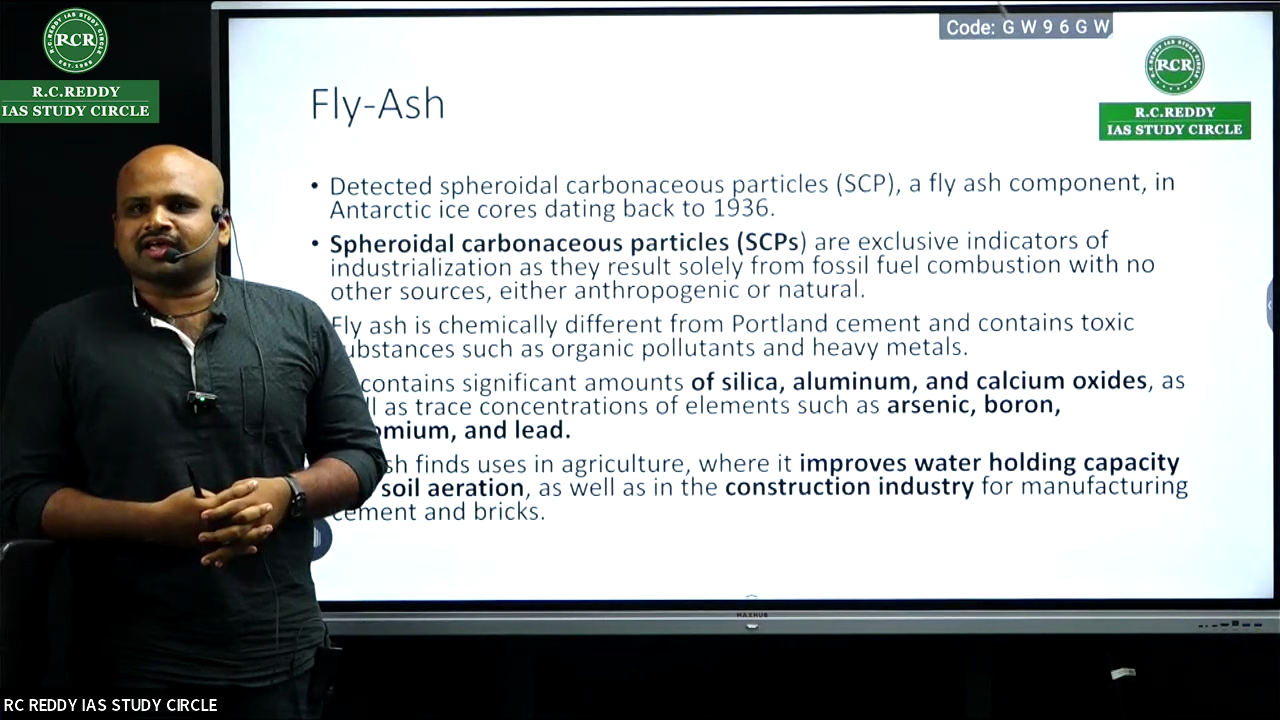 Code: G W 9 6 G W
RCR
EST. 1989
R.C.REDDY
IAS STUDY CIRCLE
RCR
R.C.REDDY
IAS STUDY CIRCLE
Fly-Ash
• Detected spheroidal carbonaceous particles (SCP), a fly ash component, in
Antarctic ice cores dating back to 1936.
• Spheroidal carbonaceous particles (SCPs) are exclusive indicators of
industrialization as they result solely from fossil fuel combustion with no
other sources, either anthropogenic or natural.
Fly ash is chemically different from Portland cement and contains toxic
ubstances such as organic pollutants and heavy metals.
contains significant amounts of silica, aluminum, and calcium oxides, as
ll as trace concentrations of elements such as arsenic, boron,
omium, and lead.
sh finds uses in agriculture, where it improves water holding capacity
soil aeration, as well as in the construction industry for manufacturing
cement and bricks.
MAXHUB
RC REDDY IAS STUDY CIRCLE